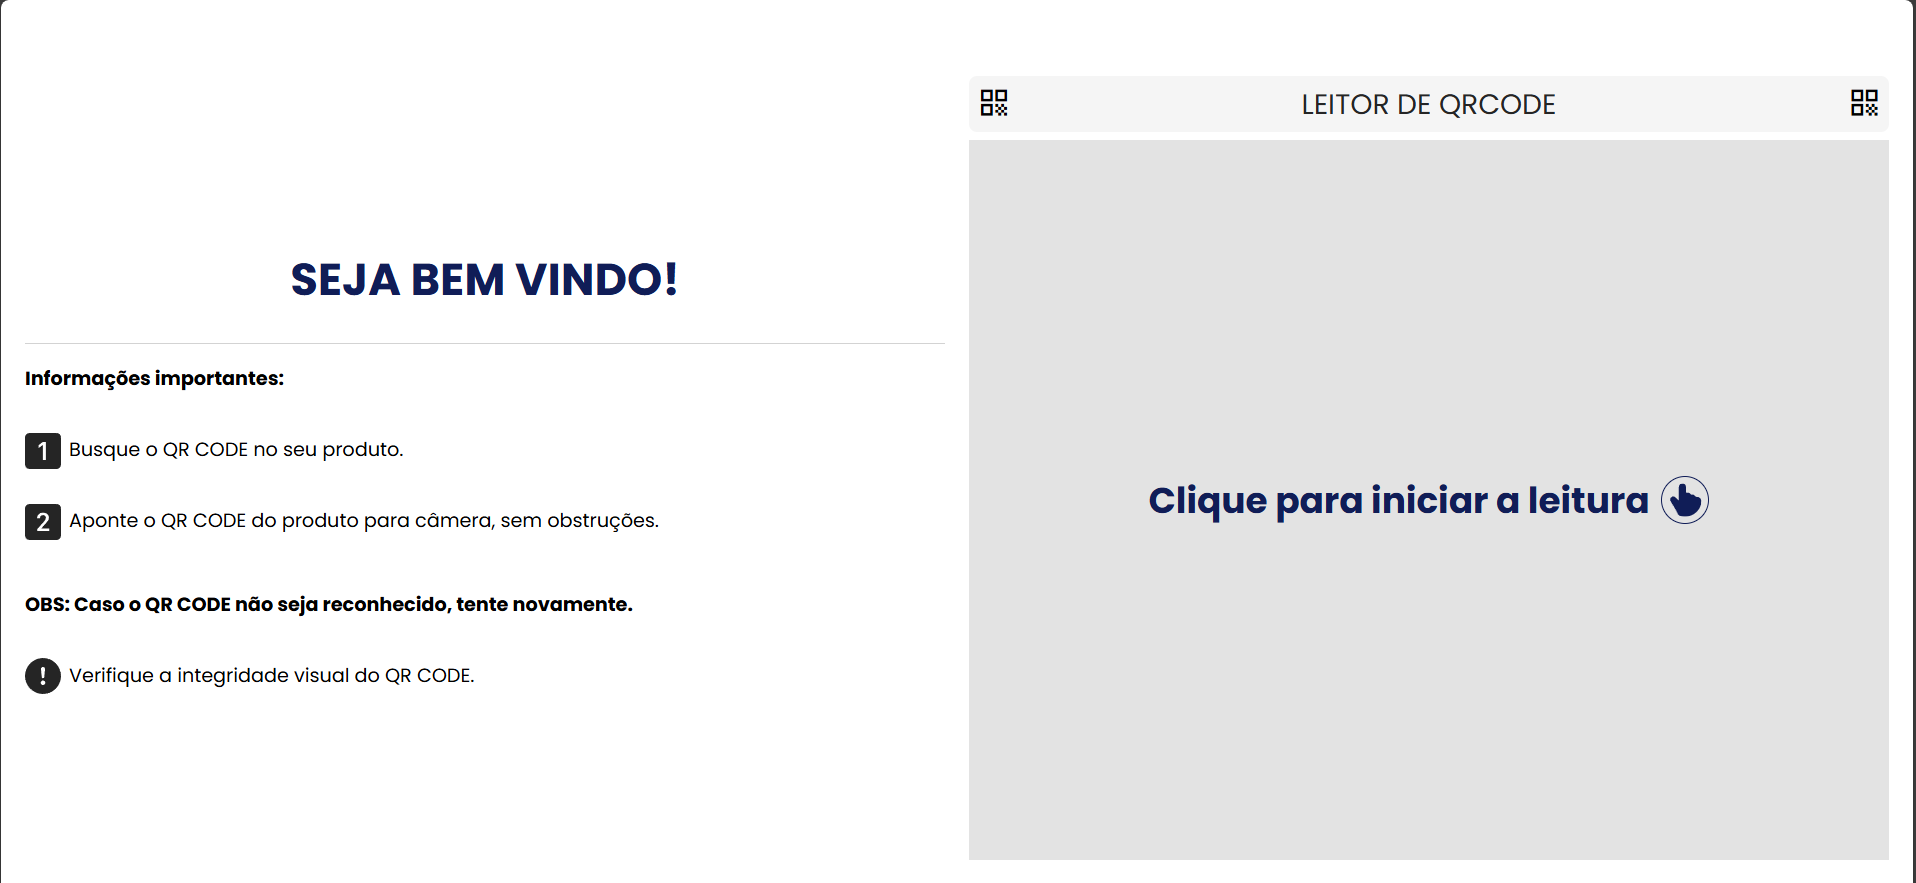 SEJA BEM VINDO!
Informações importantes:
1 Busque o QR CODE no seu produto.
2 Aponte o QR CODE do produto para câmera, sem obstruções.
OBS: Caso o QR CODE não seja reconhecido, tente novamente.
! Verifique a integridade visual do QR CODE.
LEITOR DE QRCODE
Clique para iniciar a leitura